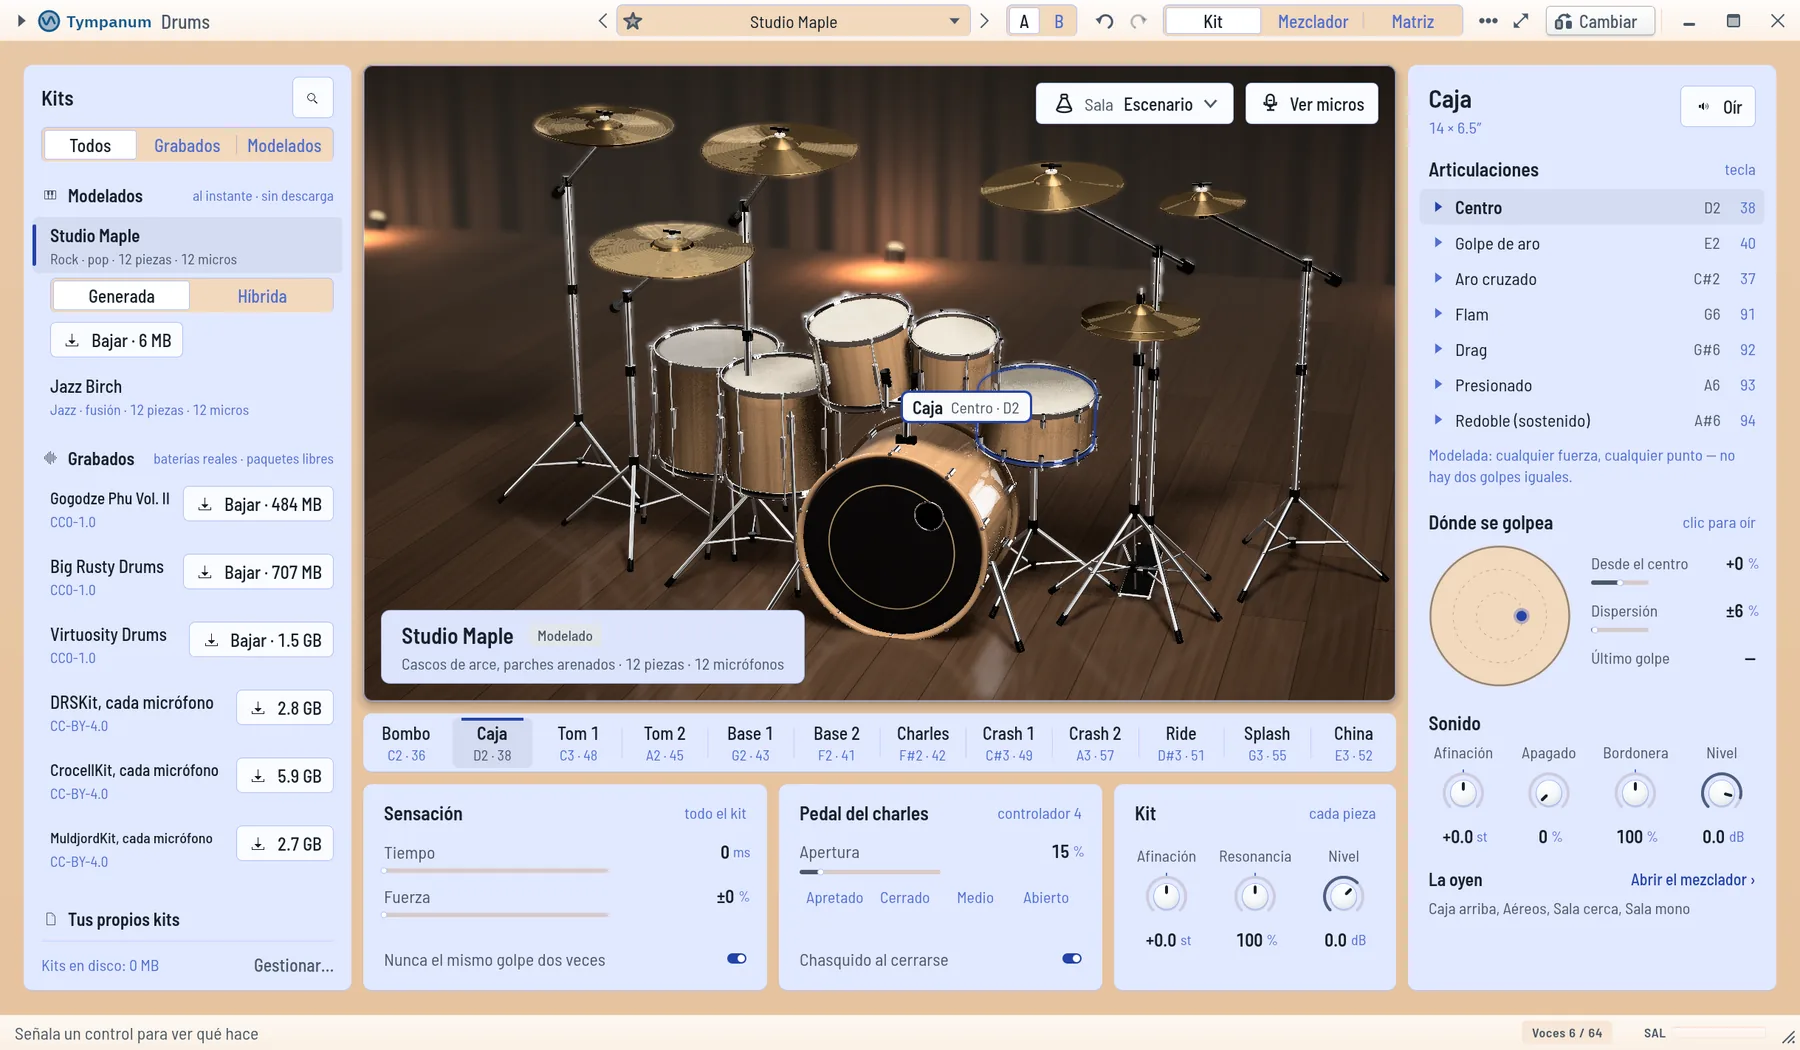 Tympanum Drums
Studio Maple
A B
Kit Mezclador Matriz
Cambiar
Kits
Todos Grabados Modelados
Modelados al instante · sin descarga
Studio Maple
Rock · pop · 12 piezas · 12 micros
Generada Híbrida
Bajar · 6 MB
Jazz Birch
Jazz · fusión · 12 piezas · 12 micros
Grabados baterías reales · paquetes libres
Gogodze Phu Vol. II Bajar · 484 MB
CC0-1.0
Big Rusty Drums Bajar · 707 MB
CC0-1.0
Virtuosity Drums Bajar · 1.5 GB
CC0-1.0
DRSKit, cada micrófono 2.8 GB
CC-BY-4.0
CrocellKit, cada micrófono 5.9 GB
CC-BY-4.0
MuldjordKit, cada micrófono 2.7 GB
CC-BY-4.0
Tus propios kits
Kits en disco: 0 MB Gestionar...
Sala Escenario
Ver micros
Caja Centro · D2
Studio Maple Modelado
Cascos de arce, parches arenados · 12 piezas · 12 micrófonos
Bombo Caja Tom 1 Tom 2 Base 1 Base 2 Charles Crash 1 Crash 2 Ride Splash China
C2 · 36 D2 · 38 C3 · 48 A2 · 45 G2 · 43 F2 · 41 F#2 · 42 C#3 · 49 A3 · 57 D#3 · 51 G3 · 55 E3 · 52
Sensación todo el kit
Tiempo 0 ms
Fuerza ±0 %
Nunca el mismo golpe dos veces
Pedal del charles controlador 4
Apertura 15 %
Apretado Cerrado Medio Abierto
Chasquido al cerrarse
Kit cada pieza
Afinación Resonancia Nivel
+0.0 st 100 % 0.0 dB
Caja
14 × 6.5″
Oír
Articulaciones tecla
Centro D2 38
Golpe de aro E2 40
Aro cruzado C#2 37
Flam G6 91
Drag G#6 92
Presionado A6 93
Redoble (sostenido) A#6 94
Modelada: cualquier fuerza, cualquier punto — no
hay dos golpes iguales.
Dónde se golpea clic para oír
Desde el centro +0 %
Dispersión ±6 %
Último golpe —
Sonido
Afinación Apagado Bordonera Nivel
+0.0 st 0 % 100 % 0.0 dB
La oyen Abrir el mezclador ›
Caja arriba, Aéreos, Sala cerca, Sala mono
Señala un control para ver qué hace
Voces 6 / 64
SAL